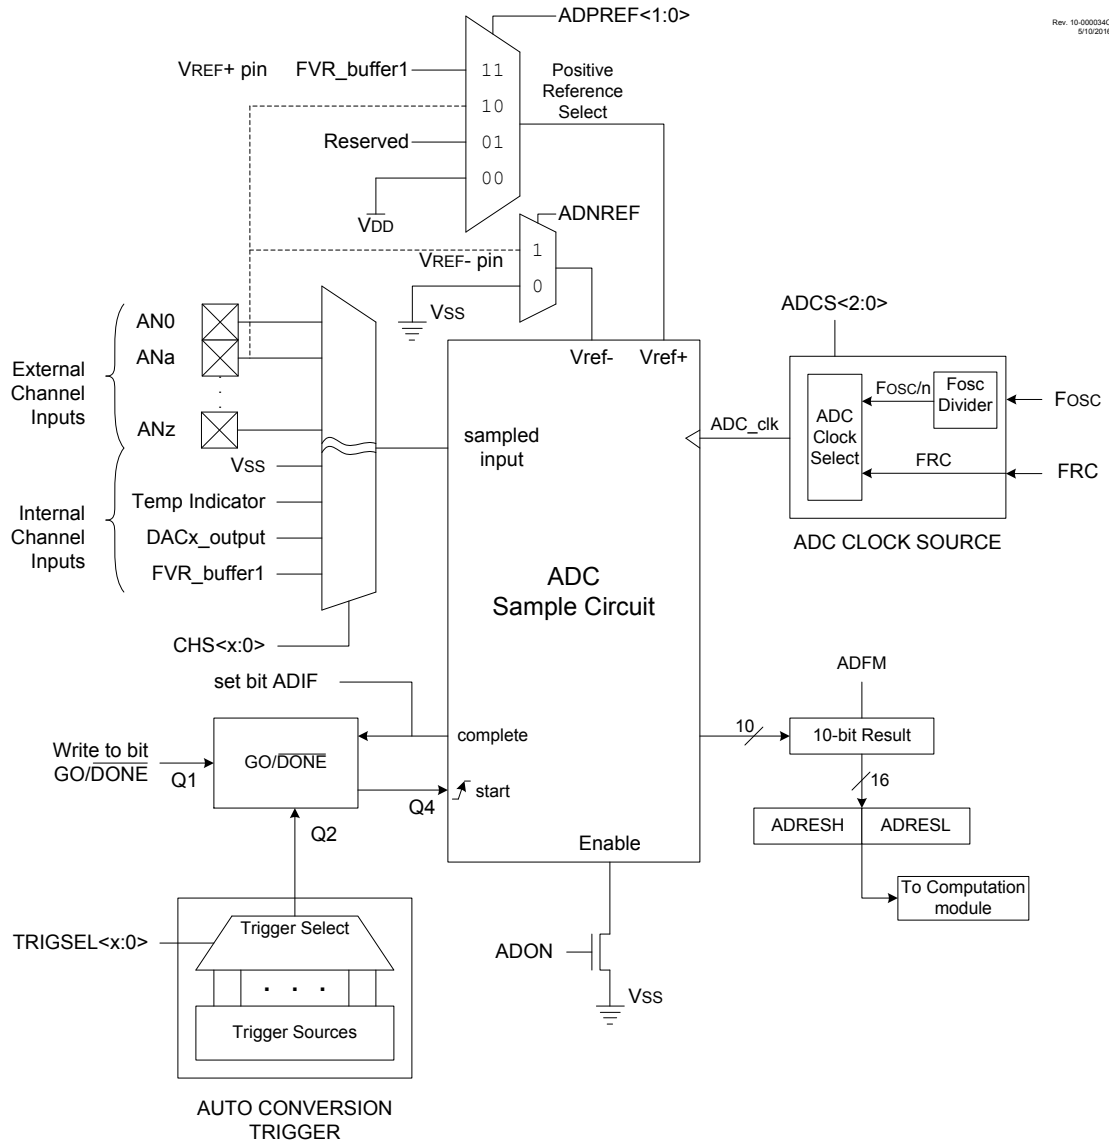 Rev. 10-000034C
5/10/2016
ADPREF<1:0>
VREF+ pin
FVR_buffer1
11
Positive
Reference
Select
10
Reserved
01
00
VDD
ADNREF
VREF- pin
1
0
VSS
AN0
ANa
.
.
.
ANz
External
Channel
Inputs
VSS
Temp Indicator
DACx_output
FVR_buffer1
Internal
Channel
Inputs
CHS<x:0>
Vref-
Vref+
sampled
input
ADC
Sample Circuit
ADCS<2:0>
ADC_clk
ADC
Clock
Select
FOSC/n
Fosc
Divider
FOSC
FRC
FRC
ADC CLOCK SOURCE
set bit ADIF
complete
Write to bit
GO/DONE
Q1
GO/DONE
Q4
start
Q2
Enable
ADFM
10
10-bit Result
16
ADRESH
ADRESL
To Computation
module
TRIGSEL<x:0>
Trigger Select
. . .
Trigger Sources
AUTO CONVERSION
TRIGGER
ADON
VSS